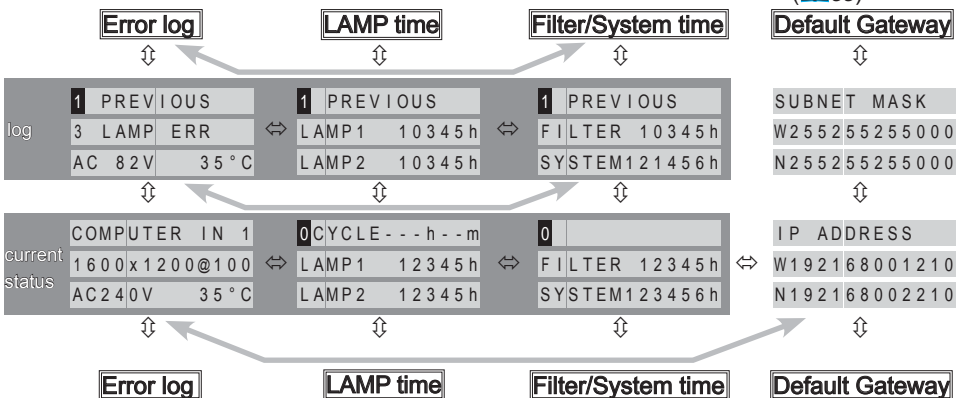 Error log LAMP time Filter/System time Default Gateway
log
1 PREVIOUS
3 LAMP ERR
AC 82V 35°C
1 PREVIOUS
LAMP1 10345h
LAMP2 10345h
1 PREVIOUS
FILTER 10345h
SYSTEM121456h
SUBNET MASK
W255255255000
N255255255000
current
status
COMPUTER IN 1
1600x1200@100
AC240V 35°C
0CYCLE---h--m
LAMP1 12345h
LAMP2 12345h
0
FILTER 12345h
SYSTEM123456h
IP ADDRESS
W192168001210
N192168002210
Error log LAMP time Filter/System time Default Gateway